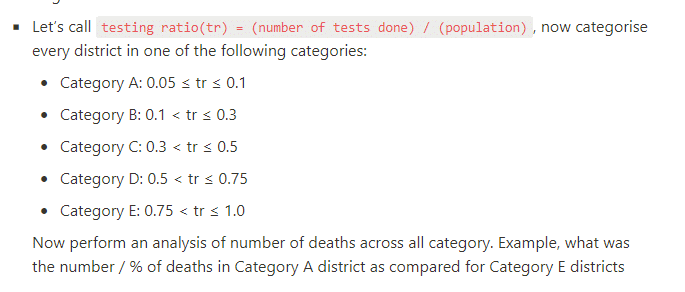 Let's call testing ratio(tr) = (number of tests done) / (population) , now categorise
every district in one of the following categories:
Category A: 0.05 ≤ tr ≤ 0.1
Category B: 0.1 < tr ≤ 0.3
Category C: 0.3 < tr ≤ 0.5
Category D: 0.5 < tr ≤ 0.75
Category E: 0.75 < tr ≤ 1.0
Now perform an analysis of number of deaths across all category. Example, what was
the number / % of deaths in Category A district as compared for Category E districts